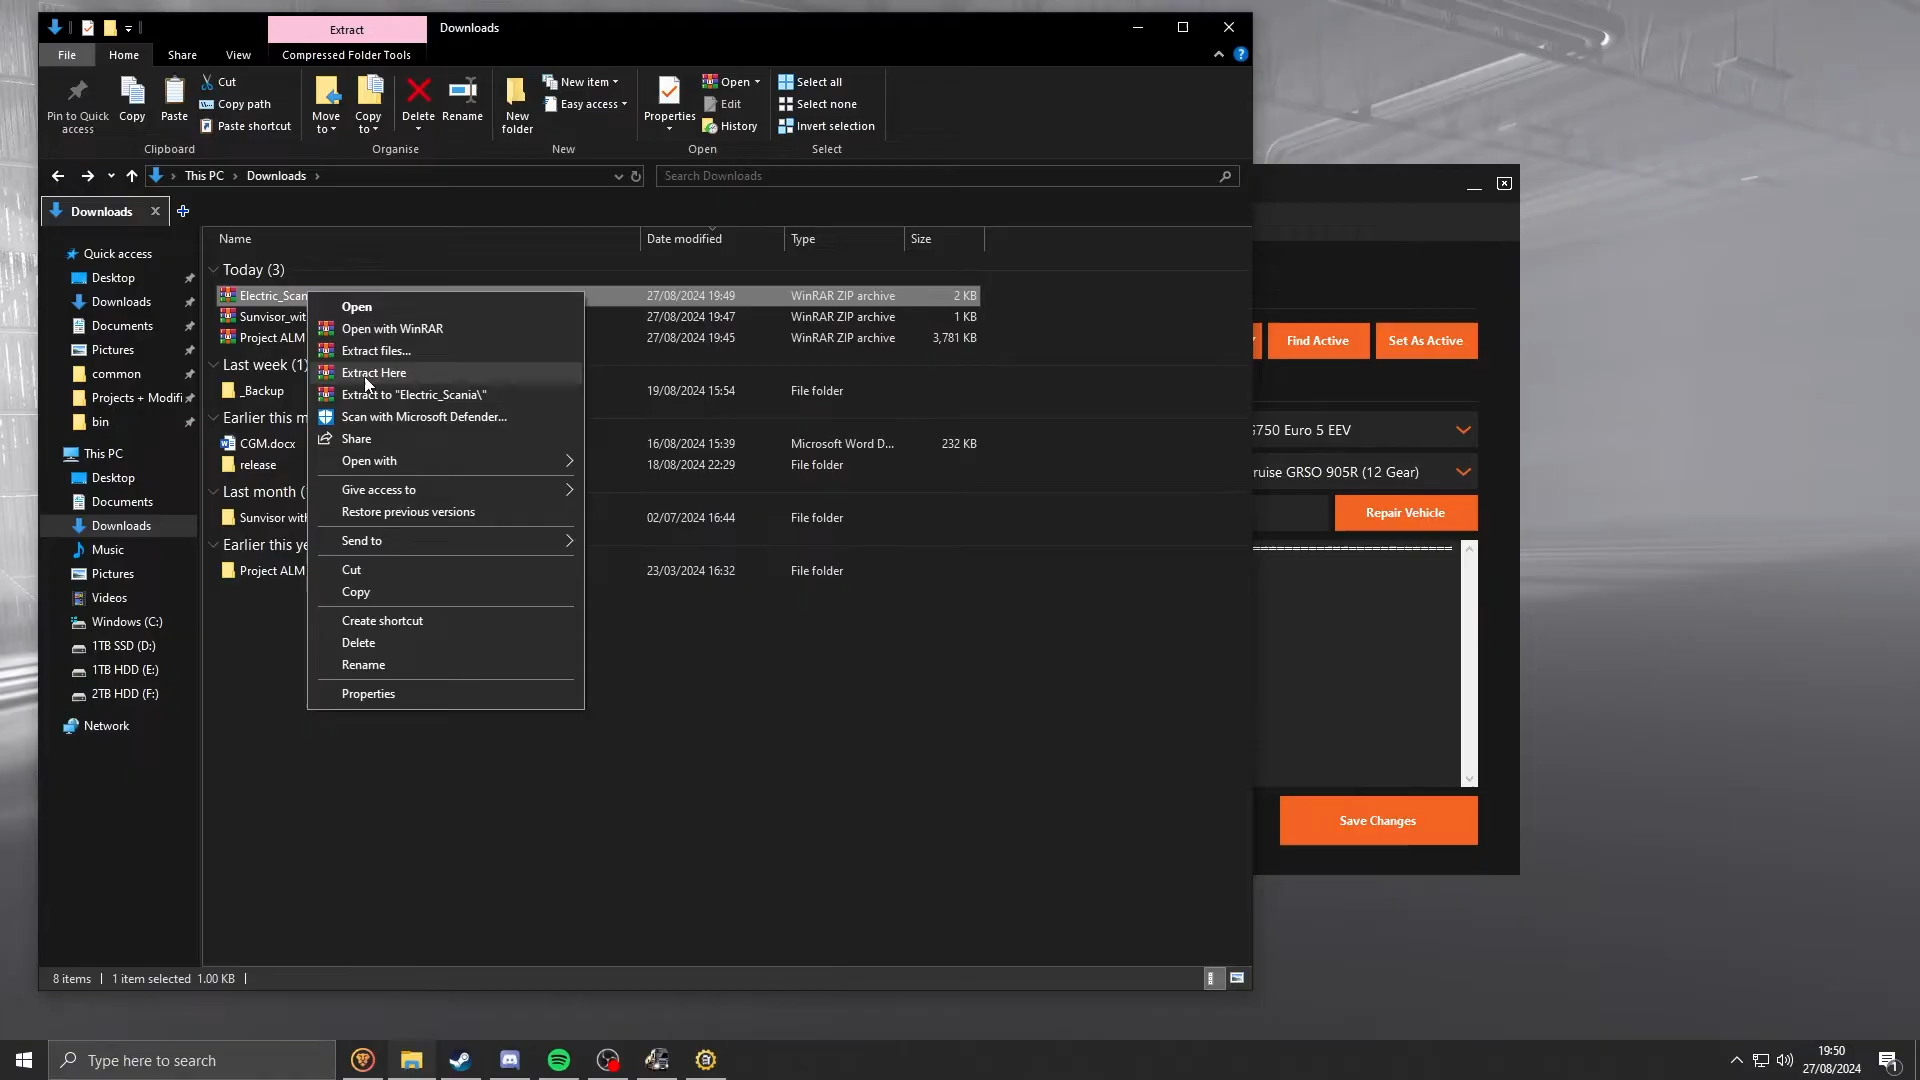 Extract
Downloads
File
Home
Share
View
Compressed Folder Tools
Pin to Quick access
Copy
Paste
Cut
Copy path
Paste shortcut
Clipboard
Move to
Copy to
Delete
Rename
Organise
New folder
New item
Easy access
New
Properties
Open
Edit
History
Open
Select all
Select none
Invert selection
Select
This PC
Downloads
Search Downloads
Downloads
Quick access
Desktop
Downloads
Documents
Pictures
common
Projects + Modifi
bin
This PC
Desktop
Documents
Downloads
Music
Pictures
Videos
Windows (C:)
1TB SSD (D:)
1TB HDD (E:)
2TB HDD (F:)
Network
Name Date modified Type Size
Today (3)
Electric_Scan 27/08/2024 19:49 WinRAR ZIP archive 2 KB
Sunvisor_wit 27/08/2024 19:47 WinRAR ZIP archive 1 KB
Project ALM 27/08/2024 19:45 WinRAR ZIP archive 3,781 KB
Last week (1)
_Backup 19/08/2024 15:54 File folder
Earlier this m
CGM.docx 16/08/2024 15:39 Microsoft Word D... 232 KB
release 18/08/2024 22:29 File folder
Last month (
Sunvisor with 02/07/2024 16:44 File folder
Earlier this ye
Project ALM 23/03/2024 16:32 File folder
Open
Open with WinRAR
Extract files...
Extract Here
Extract to "Electric_Scania\"
Scan with Microsoft Defender...
Share
Open with
Give access to
Restore previous versions
Send to
Cut
Copy
Create shortcut
Delete
Rename
Properties
8 items
1 item selected 1.00 KB
Find Active
Set As Active
750 Euro 5 EEV
ruise GRSO 905R (12 Gear)
Repair Vehicle
Save Changes
Type here to search
19:50
27/08/2024
1